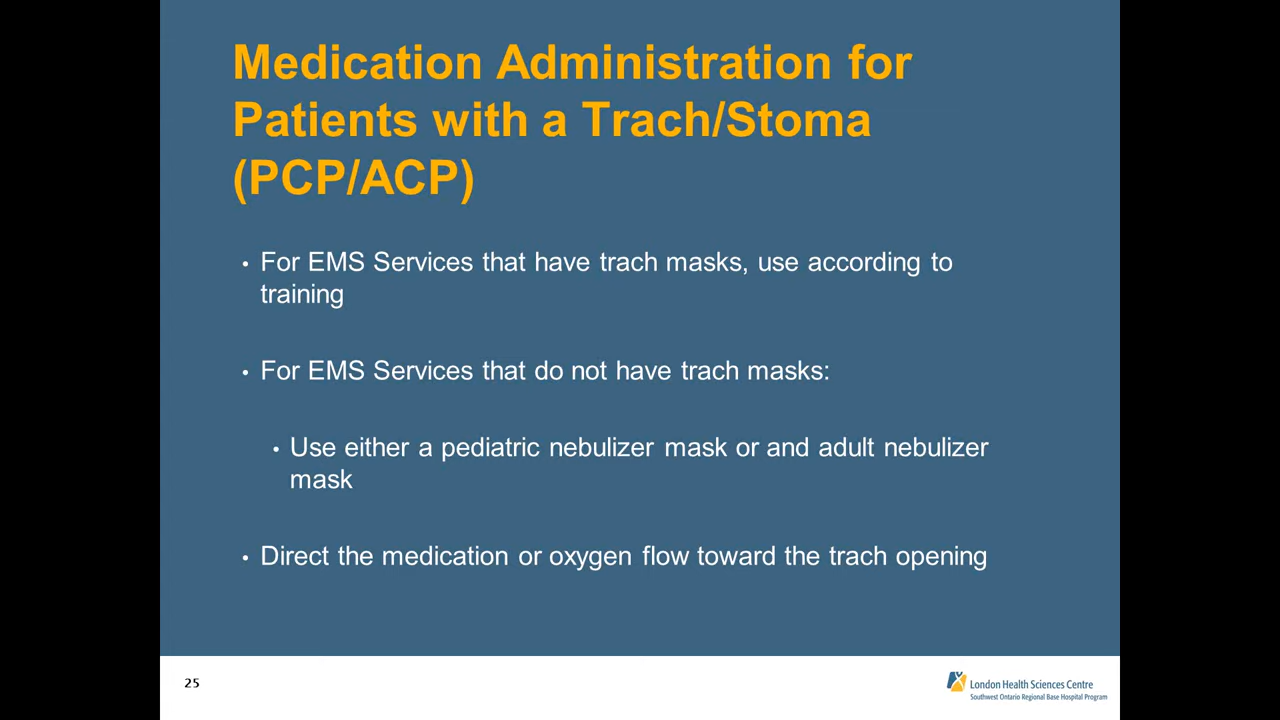 Medication Administration for
Patients with a Trach/Stoma
(PCP/ACP)
• For EMS Services that have trach masks, use according to
training
• For EMS Services that do not have trach masks:
• Use either a pediatric nebulizer mask or and adult nebulizer
mask
• Direct the medication or oxygen flow toward the trach opening
25
London Health Sciences Centre
Southwest Ontario Regional Base Hospital Program